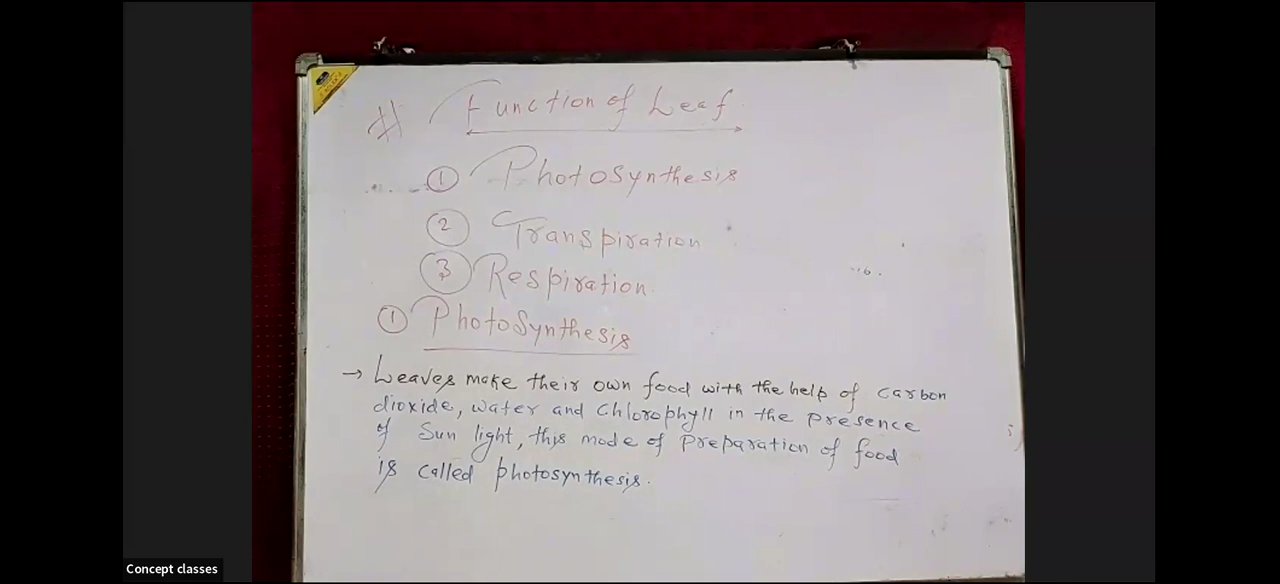 # Function of Leaf
① Photosynthesis
② Transpiration
③ Respiration
① Photosynthesis
→ Leaves make their own food with the help of carbon
dioxide, water and chlorophyll in the presence
of Sun light, this mode of preparation of food
is called photosynthesis.
Concept classes